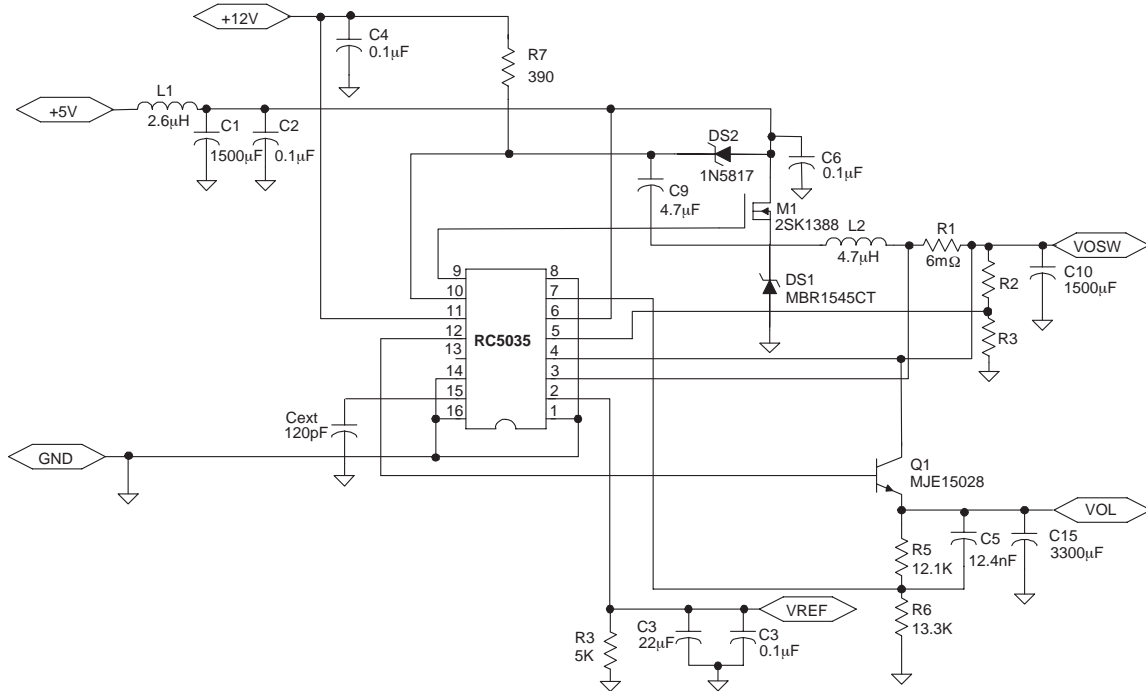 +12V
C4
0.1µF
R7
390
+5V
L1
2.6µH
C1
1500µF
C2
0.1µF
DS2
1N5817
C6
0.1µF
C9
4.7µF
M1
2SK1388
L2
4.7µH
R1
6mΩ
VOSW
DS1
MBR1545CT
R2
C10
1500µF
R3
9
10
11
12
13
14
15
16
RC5035
8
7
6
5
4
3
2
1
Cext
120pF
GND
Q1
MJE15028
VOL
R5
12.1K
C5
12.4nF
C15
3300µF
R6
13.3K
VREF
R3
5K
C3
22µF
C3
0.1µF